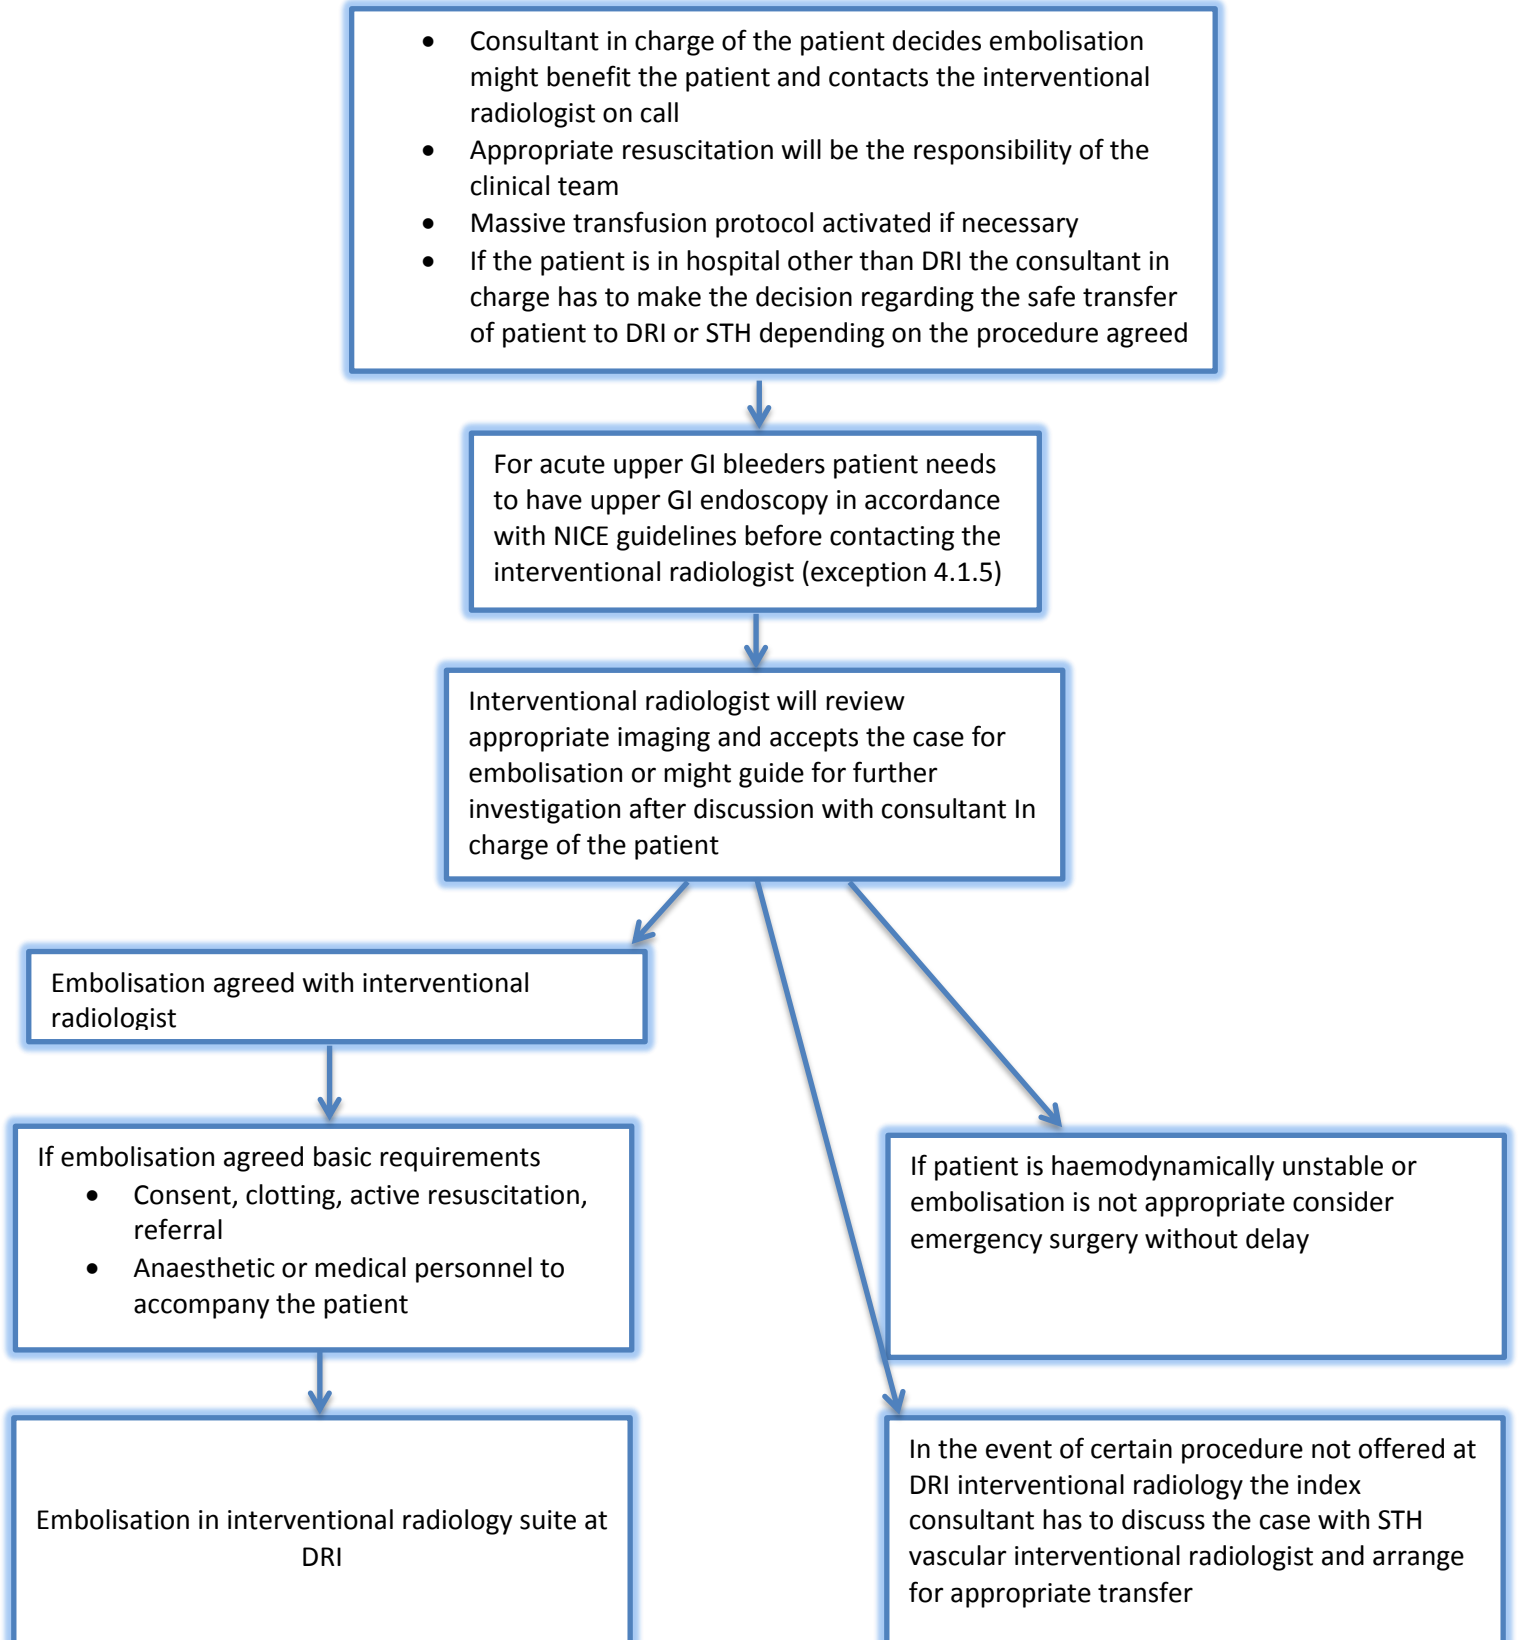 • Consultant in charge of the patient decides embolisation
might benefit the patient and contacts the interventional
radiologist on call
• Appropriate resuscitation will be the responsibility of the
clinical team
• Massive transfusion protocol activated if necessary
• If the patient is in hospital other than DRI the consultant in
charge has to make the decision regarding the safe transfer
of patient to DRI or STH depending on the procedure agreed
For acute upper GI bleeders patient needs
to have upper GI endoscopy in accordance
with NICE guidelines before contacting the
interventional radiologist (exception 4.1.5)
Interventional radiologist will review
appropriate imaging and accepts the case for
embolisation or might guide for further
investigation after discussion with consultant In
charge of the patient
Embolisation agreed with interventional
radiologist
If embolisation agreed basic requirements
• Consent, clotting, active resuscitation,
referral
• Anaesthetic or medical personnel to
accompany the patient
If patient is haemodynamically unstable or
embolisation is not appropriate consider
emergency surgery without delay
Embolisation in interventional radiology suite at
DRI
In the event of certain procedure not offered at
DRI interventional radiology the index
consultant has to discuss the case with STH
vascular interventional radiologist and arrange
for appropriate transfer